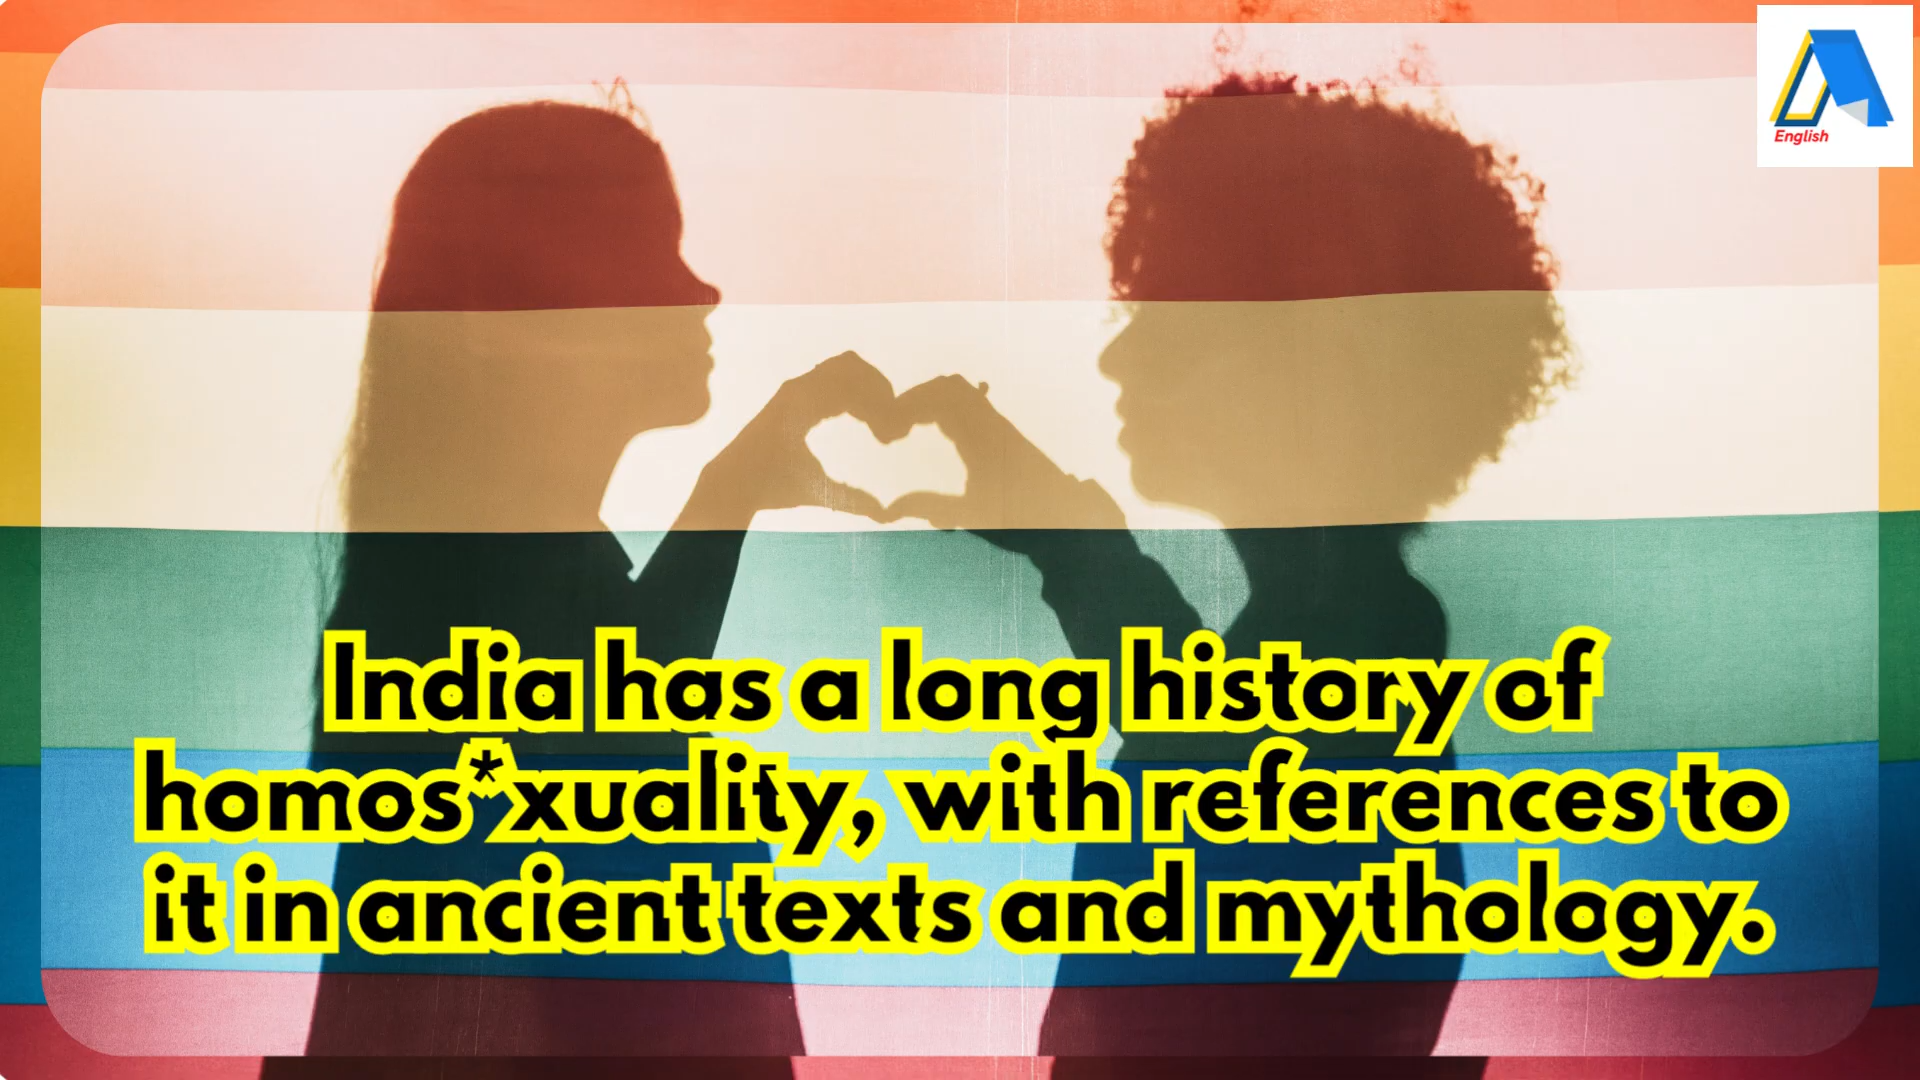 English
India has a long history of
homos*xuality, with references to
it in ancient texts and mythology.